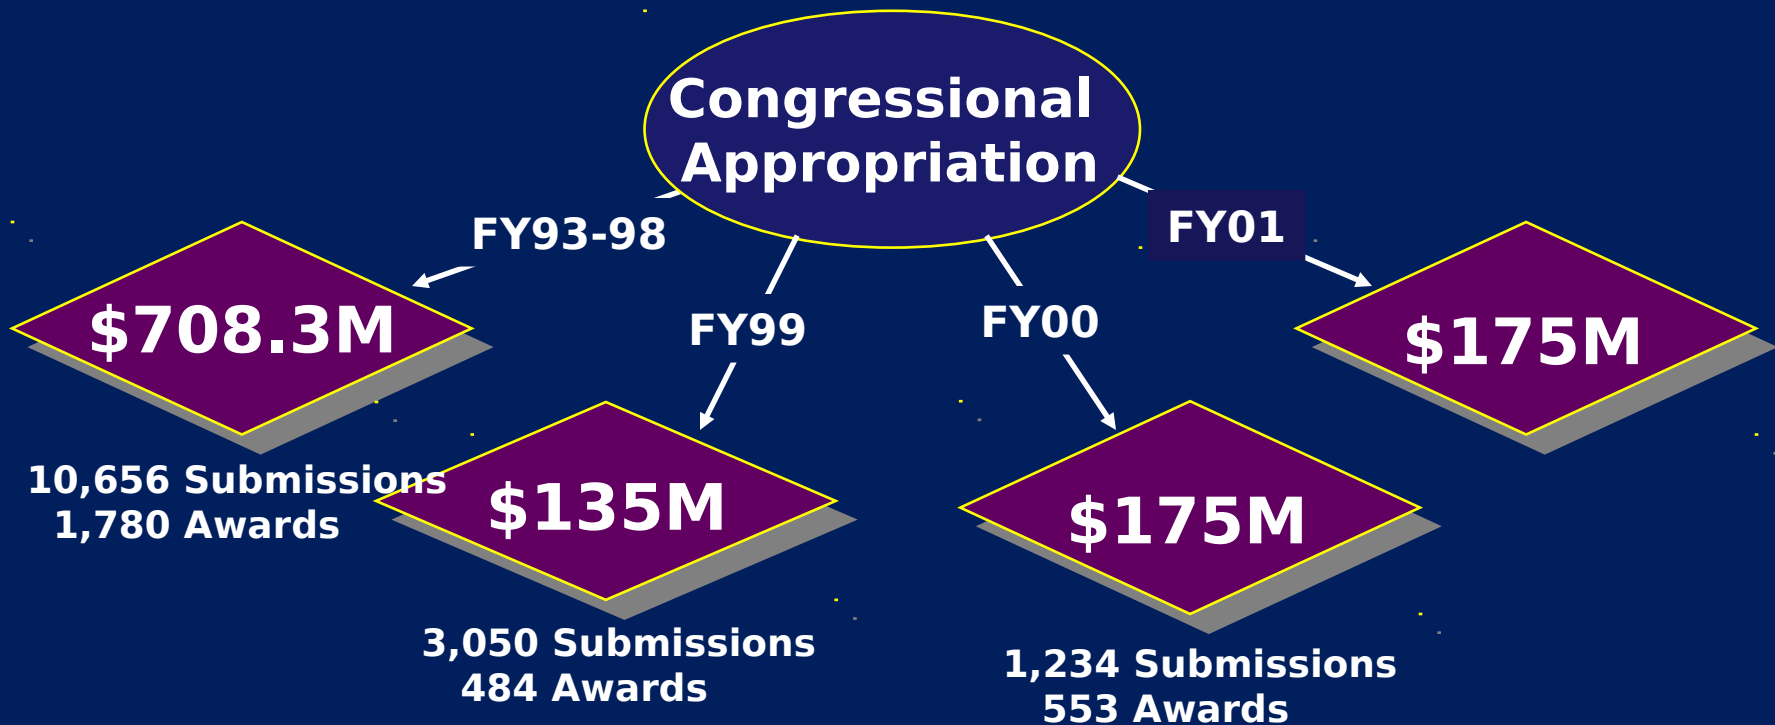 Congressional
Appropriation
FY93-98
FY01
FY99
FY00
$708.3M
$175M
10,656 Submissions
1,780 Awards
$135M
$175M
3,050 Submissions
484 Awards
1,234 Submissions
553 Awards